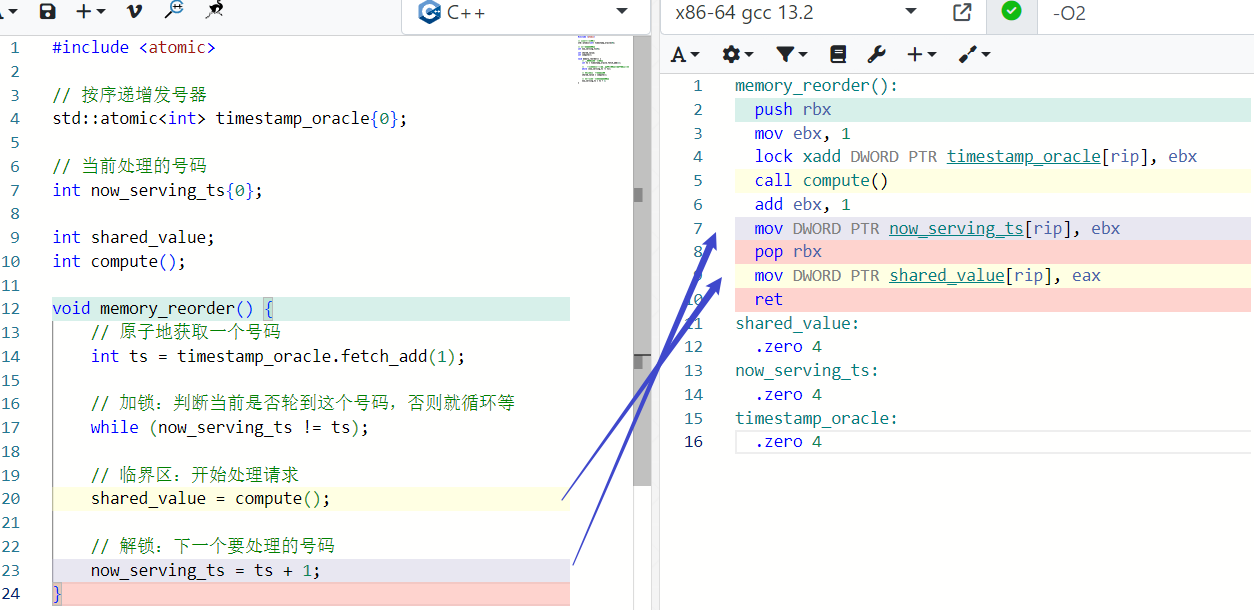 C++
x86-64 gcc 13.2
-O2
A
1 #include <atomic>
2
3 // 按序递增发号器
4 std::atomic<int> timestamp_oracle{0};
5
6 // 当前处理的号码
7 int now_serving_ts{0};
8
9 int shared_value;
10 int compute();
11
12 void memory_reorder() {
13 // 原子地获取一个号码
14 int ts = timestamp_oracle.fetch_add(1);
15
16 // 加锁：判断当前是否轮到这个号码，否则就循环等
17 while (now_serving_ts != ts);
18
19 // 临界区：开始处理请求
20 shared_value = compute();
21
22 // 解锁：下一个要处理的号码
23 now_serving_ts = ts + 1;
24 }
1 memory_reorder():
2 push rbx
3 mov ebx, 1
4 lock xadd DWORD PTR timestamp_oracle[rip], ebx
5 call compute()
6 add ebx, 1
7 mov DWORD PTR now_serving_ts[rip], ebx
8 pop rbx
9 mov DWORD PTR shared_value[rip], eax
10 ret
11 shared_value:
12 .zero 4
13 now_serving_ts:
14 .zero 4
15 timestamp_oracle:
16 .zero 4